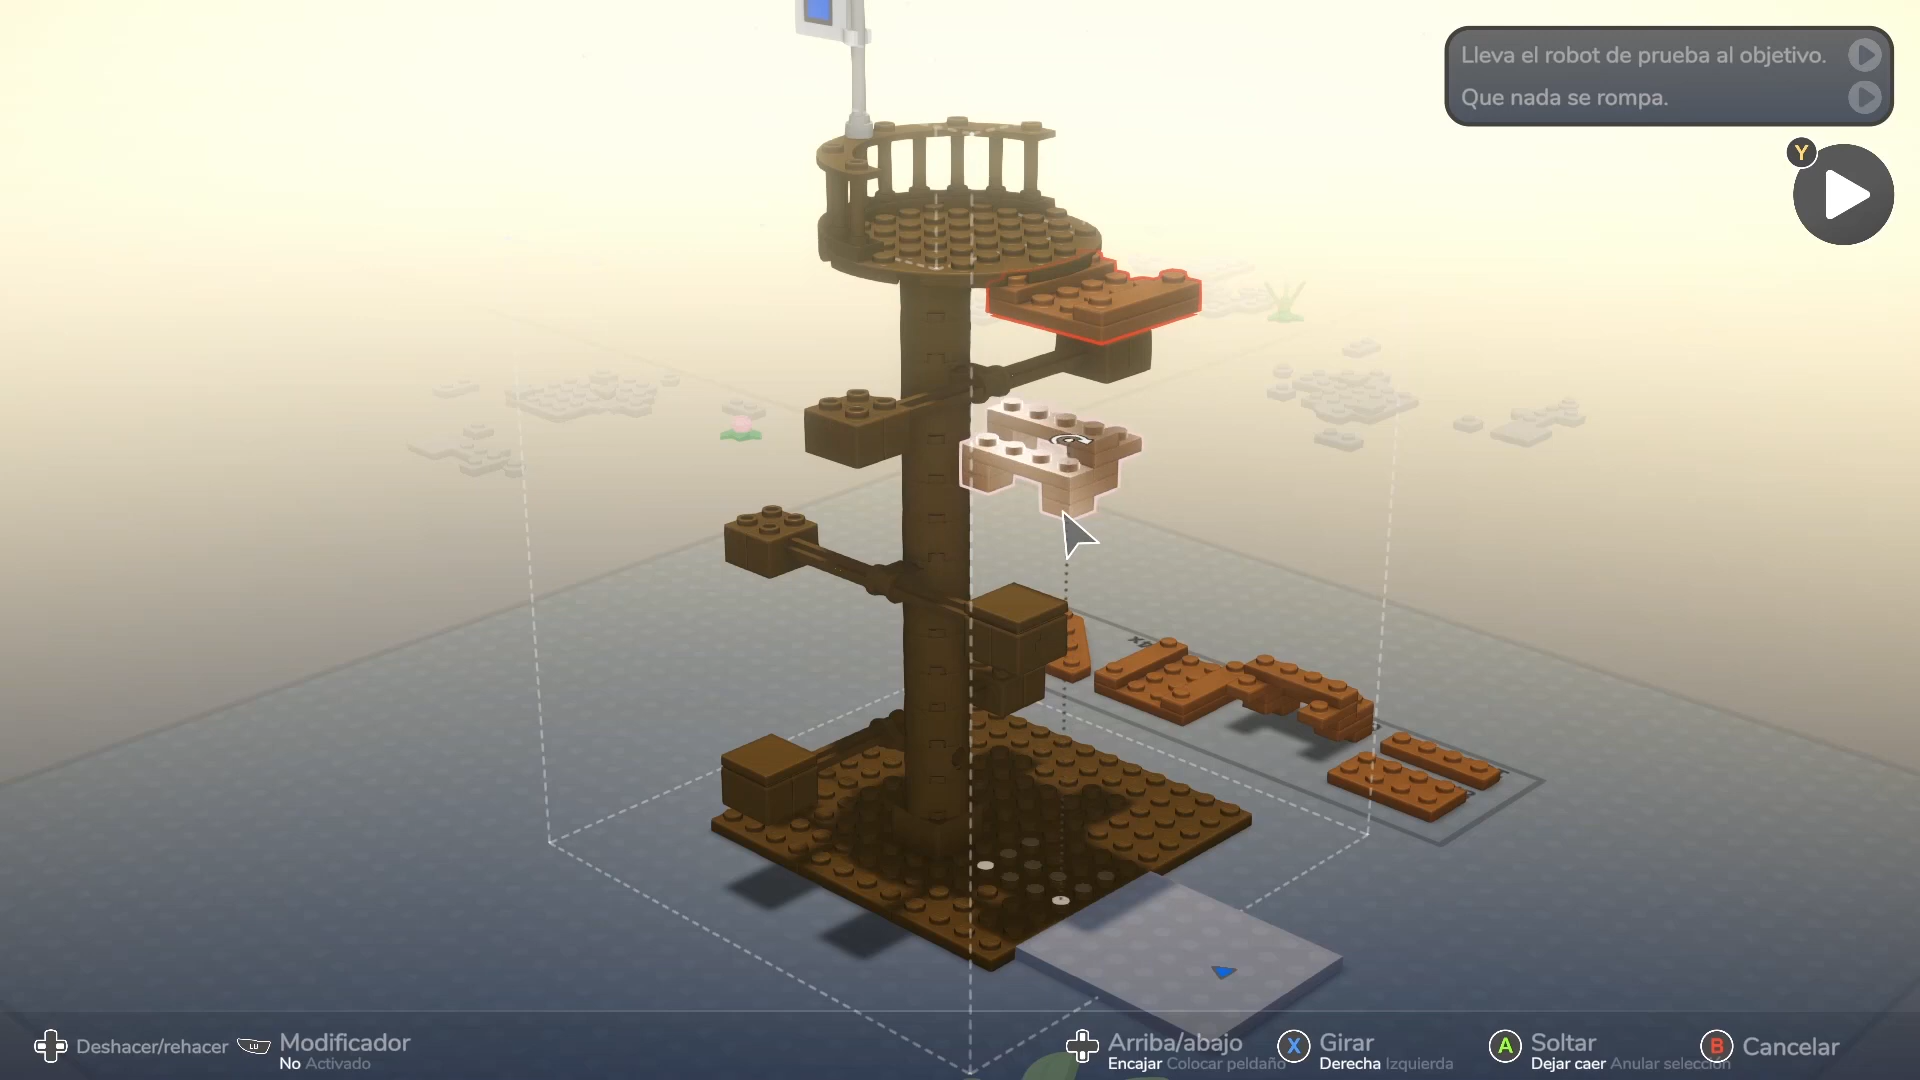 Lleva el robot de prueba al objetivo.
Que nada se rompa.
Y
Deshacer/rehacer
LU
Modificador
No Activado
Arriba/abajo
Encajar Colocar peldaño
X
Girar
Derecha Izquierda
A
Soltar
Dejar caer Anular selección
B
Cancelar